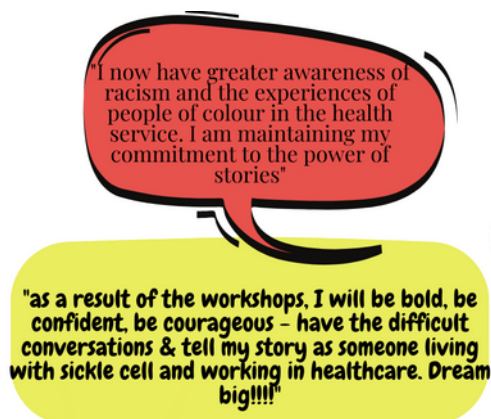 "I now have greater awareness of
racism and the experiences of
people of colour in the health
service. I am maintaining my
commitment to the power of
stories"
"as a result of the workshops, I will be bold, be
confident, be courageous - have the difficult
conversations & tell my story as someone living
with sickle cell and working in healthcare. Dream
big!!!!"